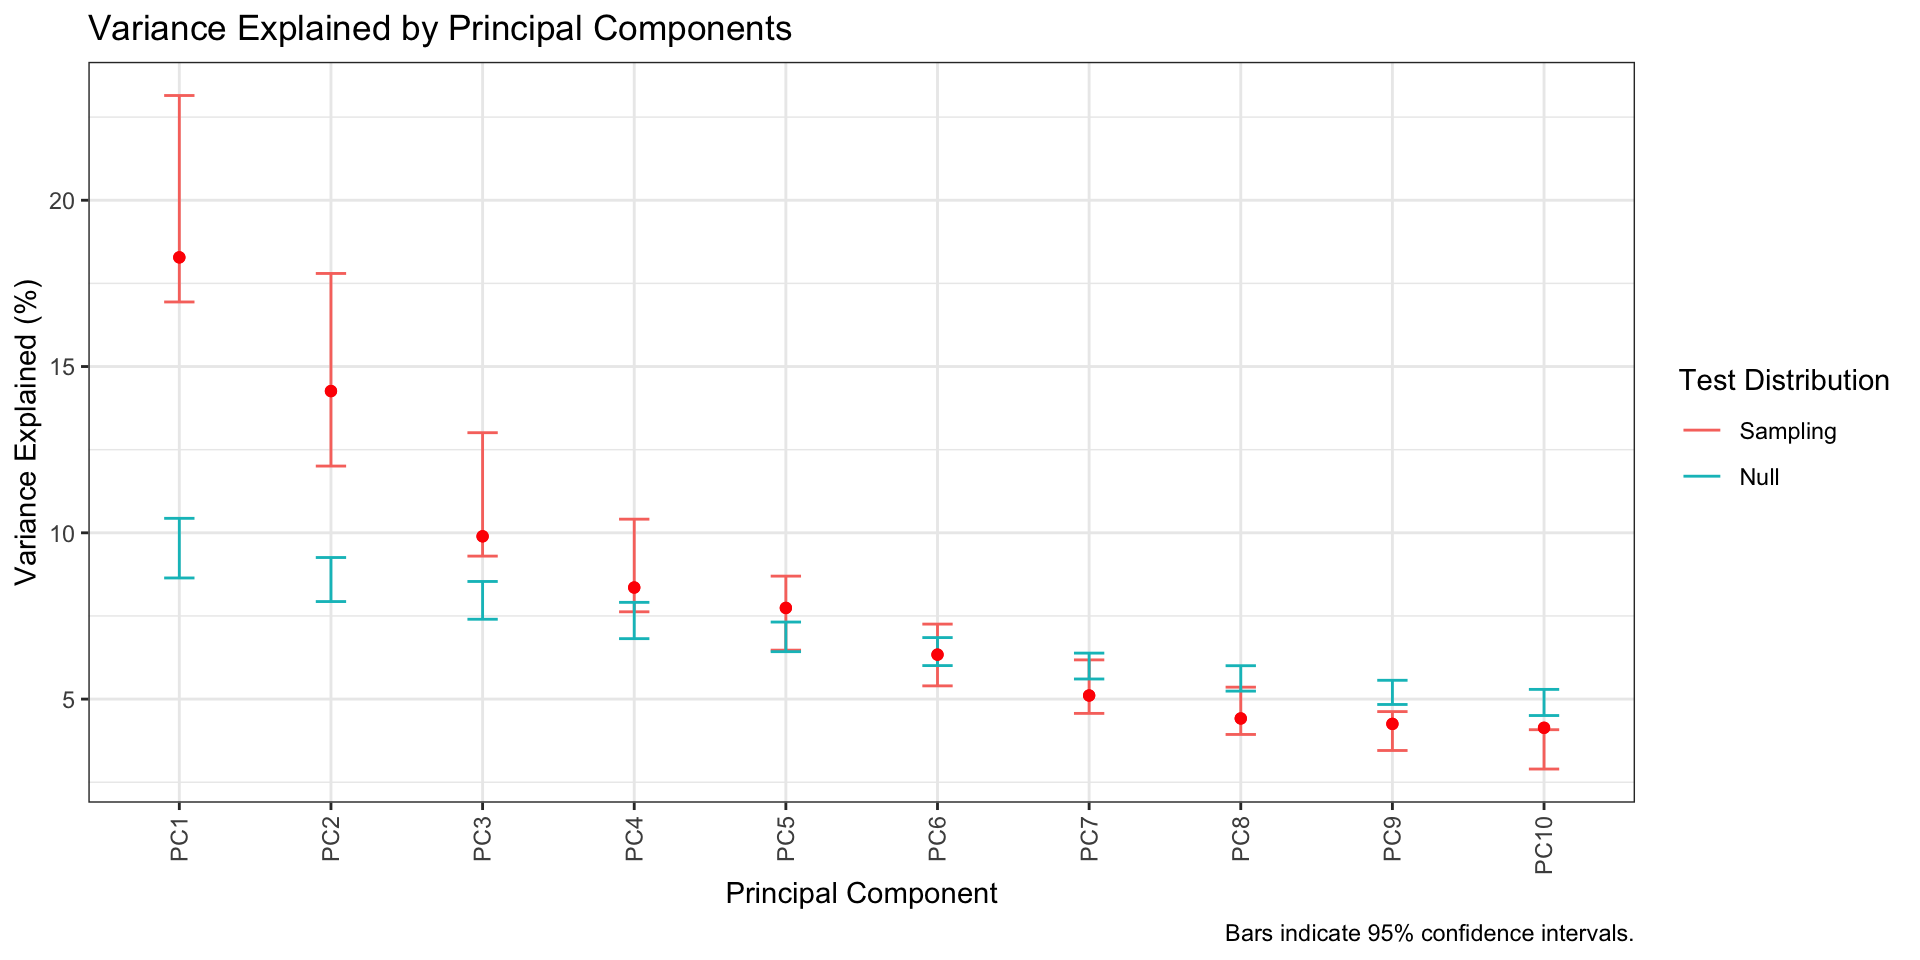 Variance Explained by Principal Components
Variance Explained (%)
20
15
10
5
PC1
PC2
PC3
PC4
PC5
PC6
PC7
PC8
PC9
PC10
Principal Component
Test Distribution
Sampling
Null
Bars indicate 95% confidence intervals.